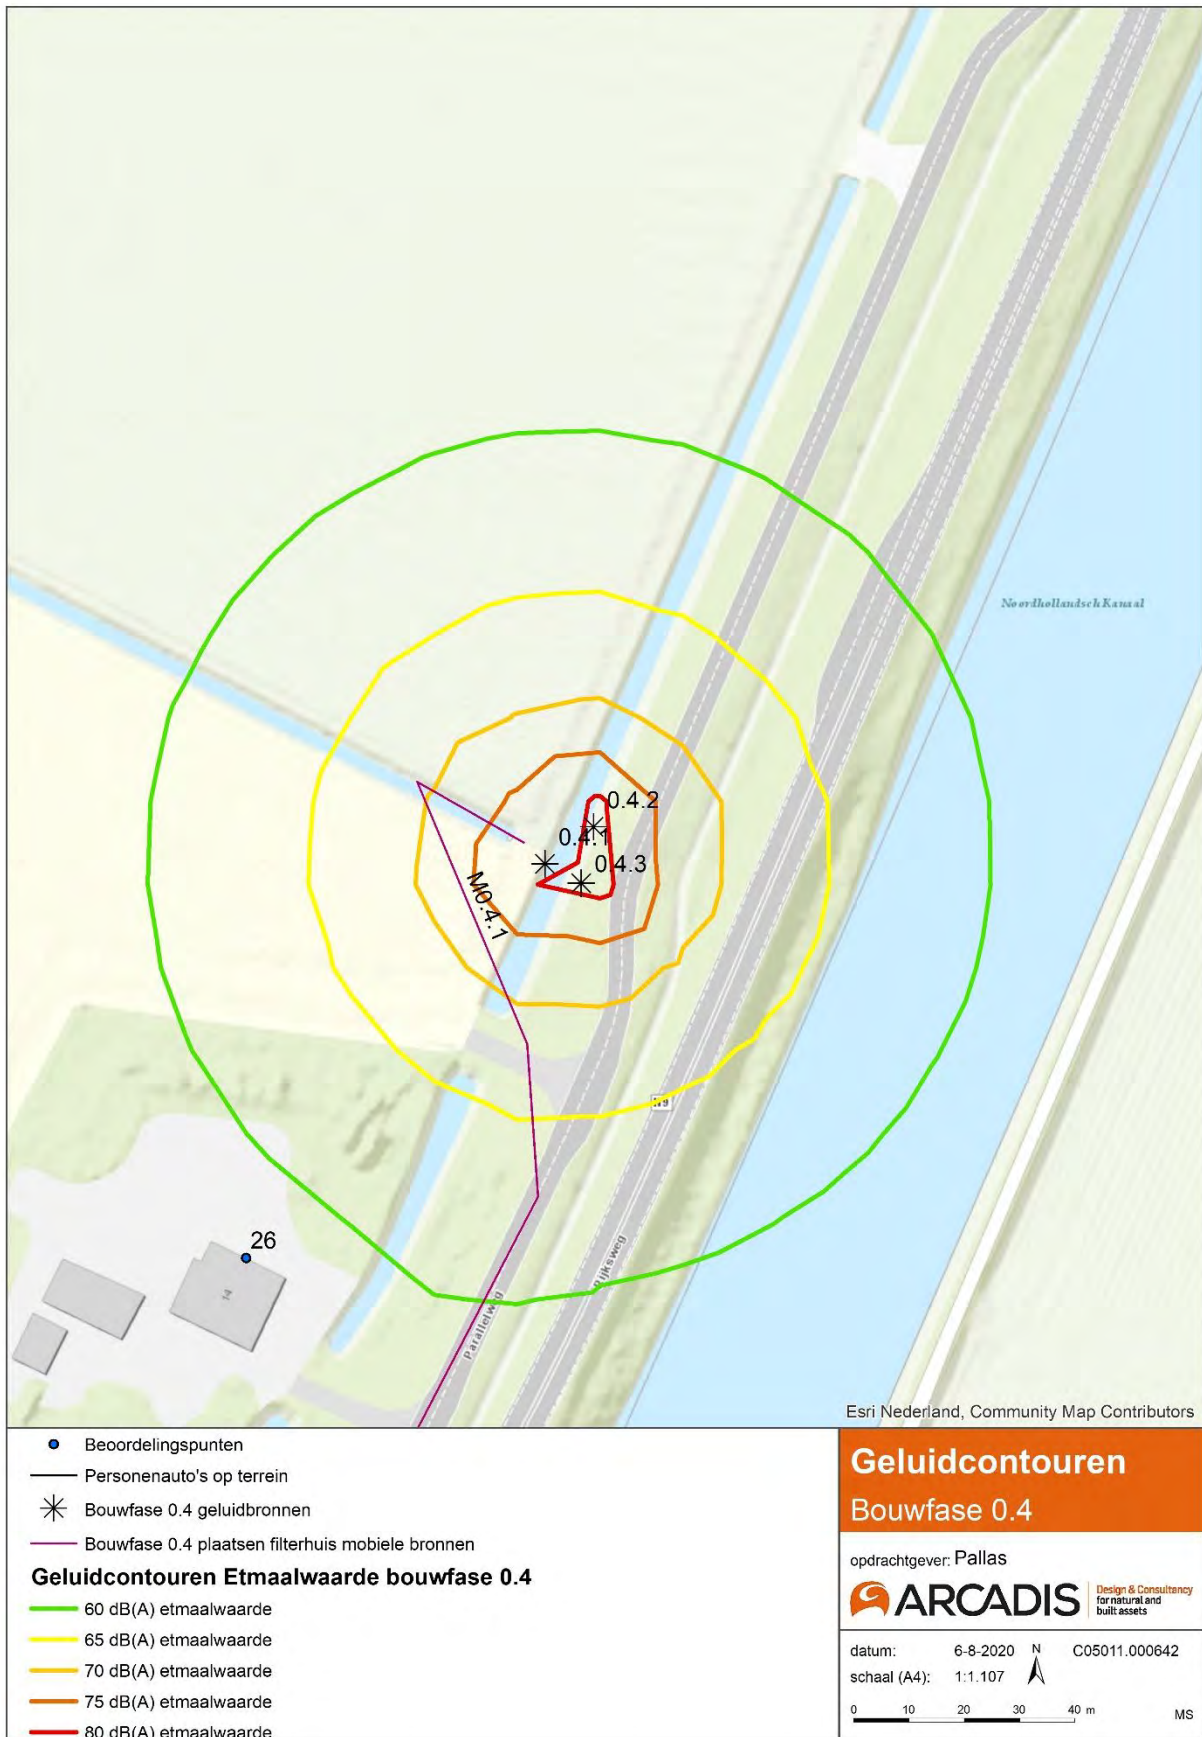 Noordhollandsch Kanaal
0.4.2
0.4.1
0.4.3
M0.4.1
N9
26
14
Rijksweg
Parallelweg
Esri Nederland, Community Map Contributors
Beoordelingspunten
Personenauto's op terrein
Bouwfase 0.4 geluidbronnen
Bouwfase 0.4 plaatsen filterhuis mobiele bronnen
Geluidcontouren Etmaalwaarde bouwfase 0.4
60 dB(A) etmaalwaarde
65 dB(A) etmaalwaarde
70 dB(A) etmaalwaarde
75 dB(A) etmaalwaarde
80 dB(A) etmaalwaarde
Geluidcontouren
Bouwfase 0.4
opdrachtgever: Pallas
ARCADIS
Design & Consultancy
for natural and
built assets
datum: 6-8-2020 N C05011.000642
schaal (A4): 1:1.107
0 10 20 30 40 m
MS